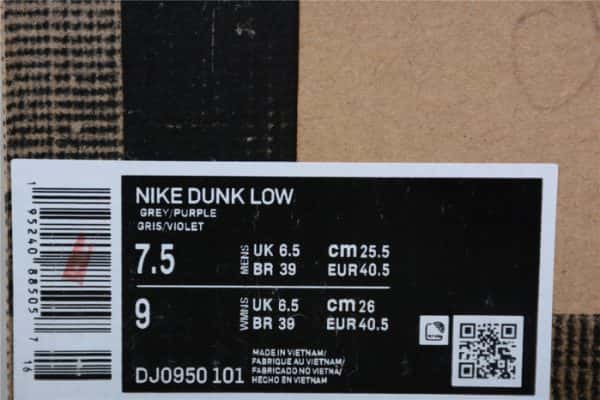 NIKE DUNK LOW
GREY/PURPLE
GRIS/VIOLET
7.5 MENS UK 6.5 cm 25.5
BR 39 EUR 40.5
9 WMNS UK 6.5 cm 26
BR 39 EUR 40.5
MADE IN VIETNAM/
FABRIQUE AU VIETNAM/
FABRICADO NO VIETNÃ/
DJ0950 101 HECHO EN VIETNAM
1 95240 88505 7
16